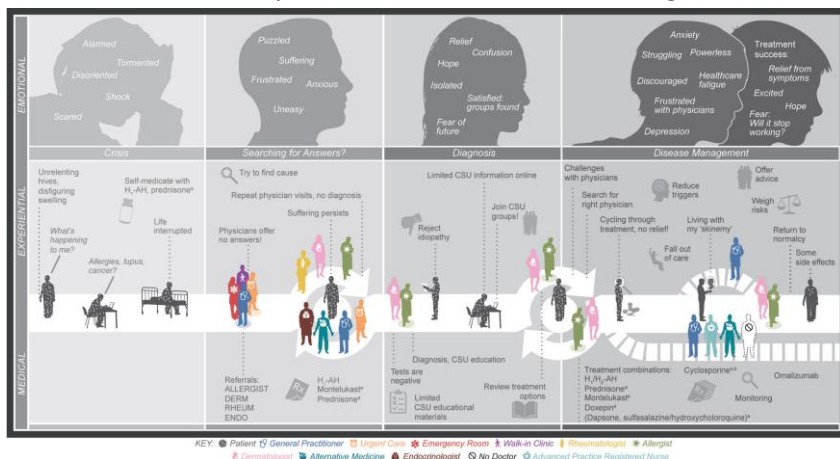 EMOTIONAL
Alarmed
Tormented
Disoriented
Shock
Scared
Puzzled
Suffering
Frustrated
Anxious
Uneasy
Relief
Confusion
Hope
Isolated
Satisfied:
groups found
Fear of
future
Anxiety
Struggling
Powerless
Discouraged
Healthcare
fatigue
Frustrated
with physicians
Depression
Treatment
success:
Relief from
symptoms
Excited
Hope
Fear:
Will it stop
working?
Crisis
Searching for Answers?
Diagnosis
Disease Management
EXPERIENTIAL
Unrelenting
hives,
disfiguring
swelling
What's
happening
to me?
Self-medicate with
H₁-AH, prednisoneª
Allergies, lupus,
cancer?
Life
interrupted
Try to find cause
Repeat physician visits, no diagnosis
Suffering persists
Physicians offer
no answers!
Limited CSU information online
Reject
idiopathy
Join CSU
groups!
Challenges
with physicians
Search for
right physician
Reduce
triggers
Cycling through
treatment, no relief!
Fall out
of care
Living with
my 'skinemy'
Offer
advice
Weigh
risks
Return to
normalcy
Some
side effects
MEDICAL
Referrals:
ALLERGIST
DERM
RHEUM
ENDO
Rx
H₁-AH
Montelukastª
Prednisoneª
Tests are
negative
Diagnosis, CSU education
Limited
CSU educational
materials
Review treatment
options
Treatment combinations:
H₁/H₂-AH
Prednisoneª
Montelukastª
Doxepinª
(Dapsone, sulfasalazine/hydroxycholoroquine)ª
Rx
Monitoring
Omalizumab
KEY: Patient General Practitioner Urgent Care Emergency Room Walk-in Clinic Rheumatologist Allergist
Dermatologist Alternative Medicine Endocrinologist No Doctor Advanced Practice Registered Nurse